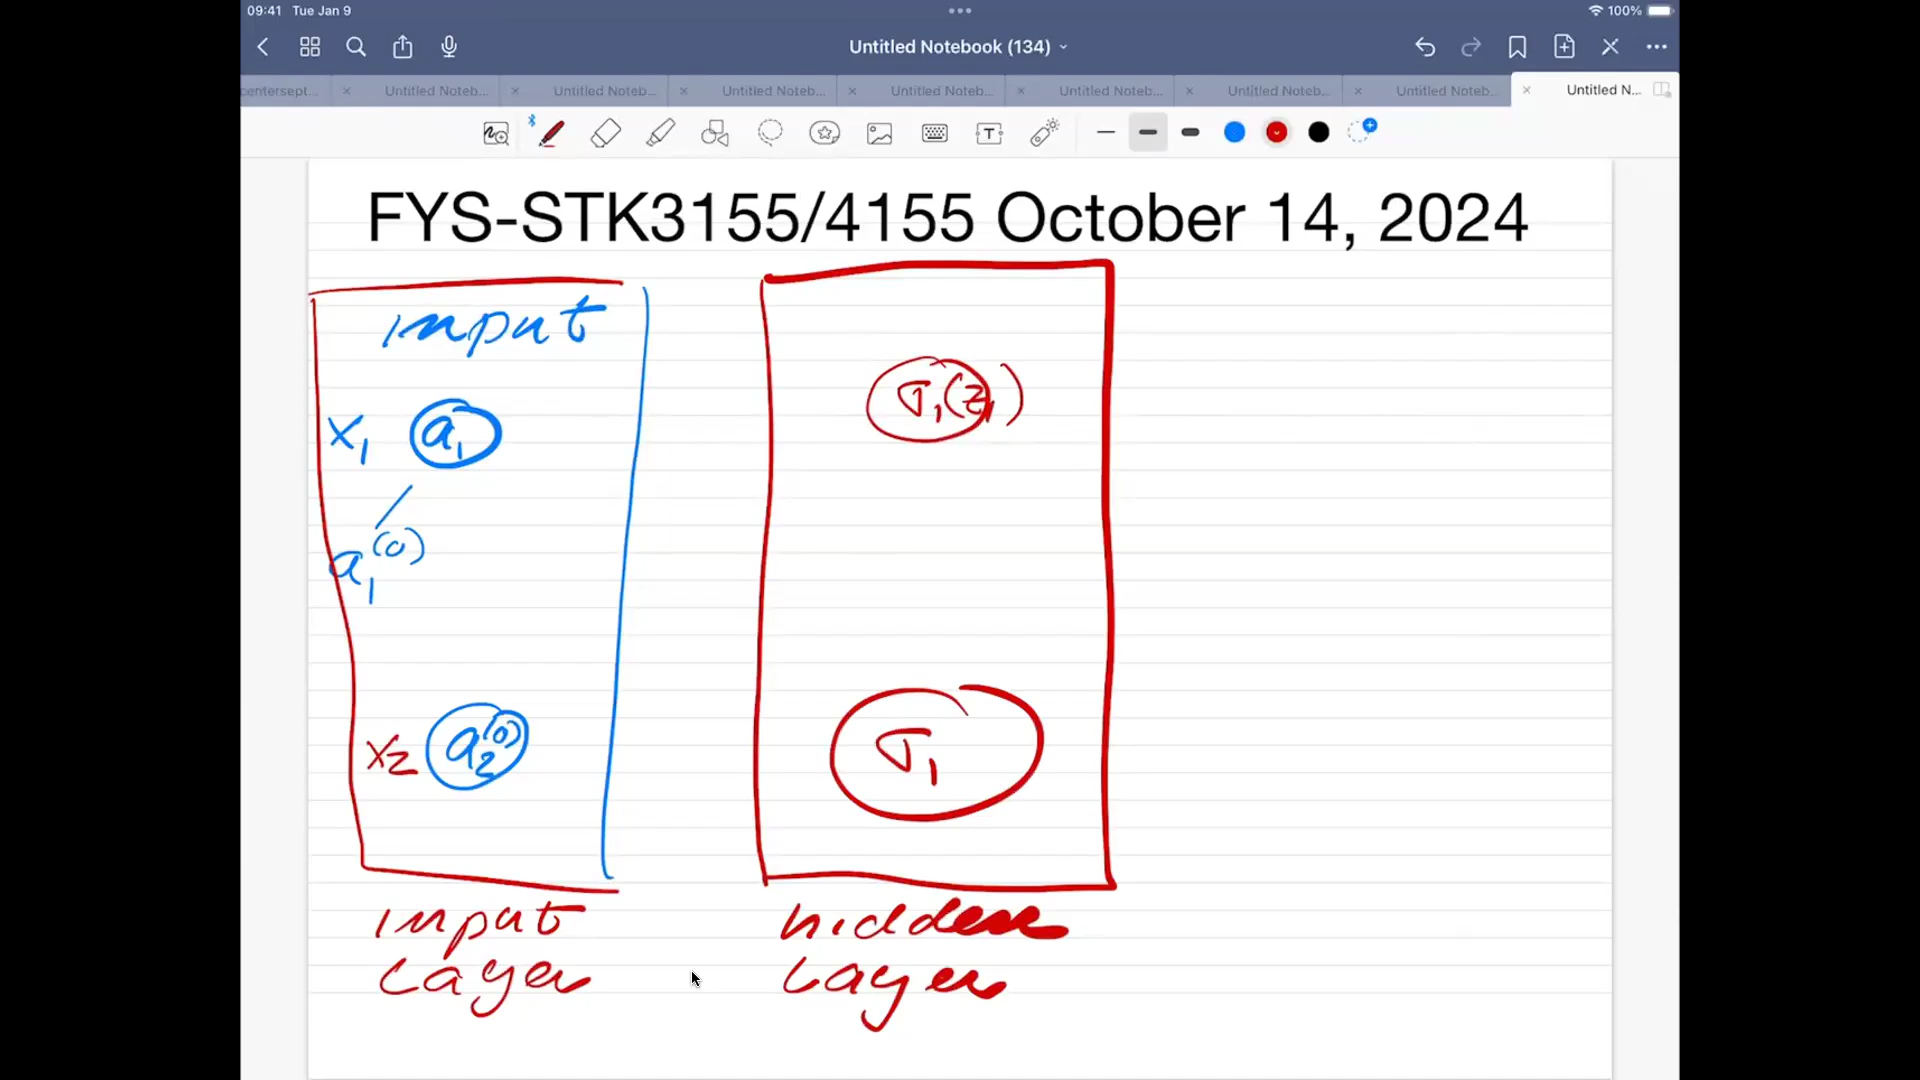 09:41 Tue Jan 9
100%
Untitled Notebook (134)
centersept...
Untitled Noteb...
Untitled Noteb...
Untitled Noteb...
Untitled Noteb...
Untitled Noteb...
Untitled Noteb...
Untitled Noteb...
Untitled N...
T
FYS-STK3155/4155 October 14, 2024
input
x₁ a₁
σ₁(z₁)
a₁⁽⁰⁾
x₂ a₂⁽⁰⁾
σ₁
input
Layer
hidden
Layer